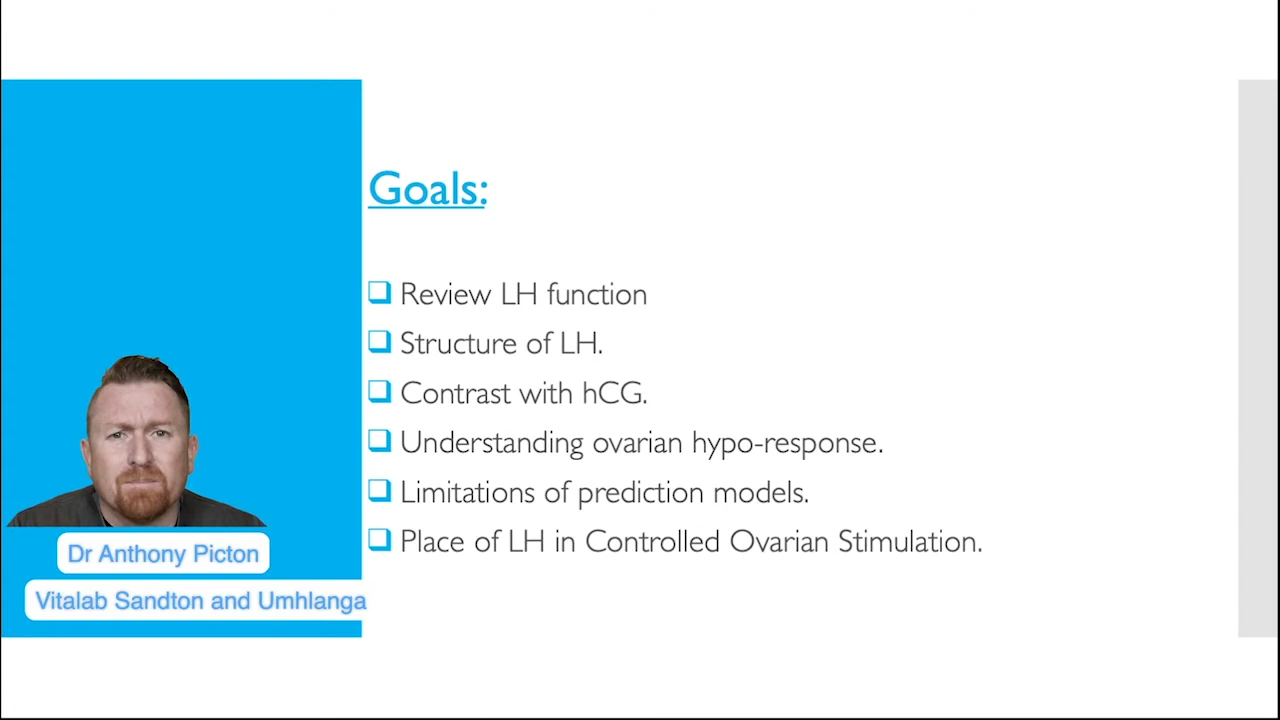 Goals:
Review LH function
Structure of LH.
Contrast with hCG.
Understanding ovarian hypo-response.
Limitations of prediction models.
Place of LH in Controlled Ovarian Stimulation.
Dr Anthony Picton
Vitalab Sandton and Umhlanga